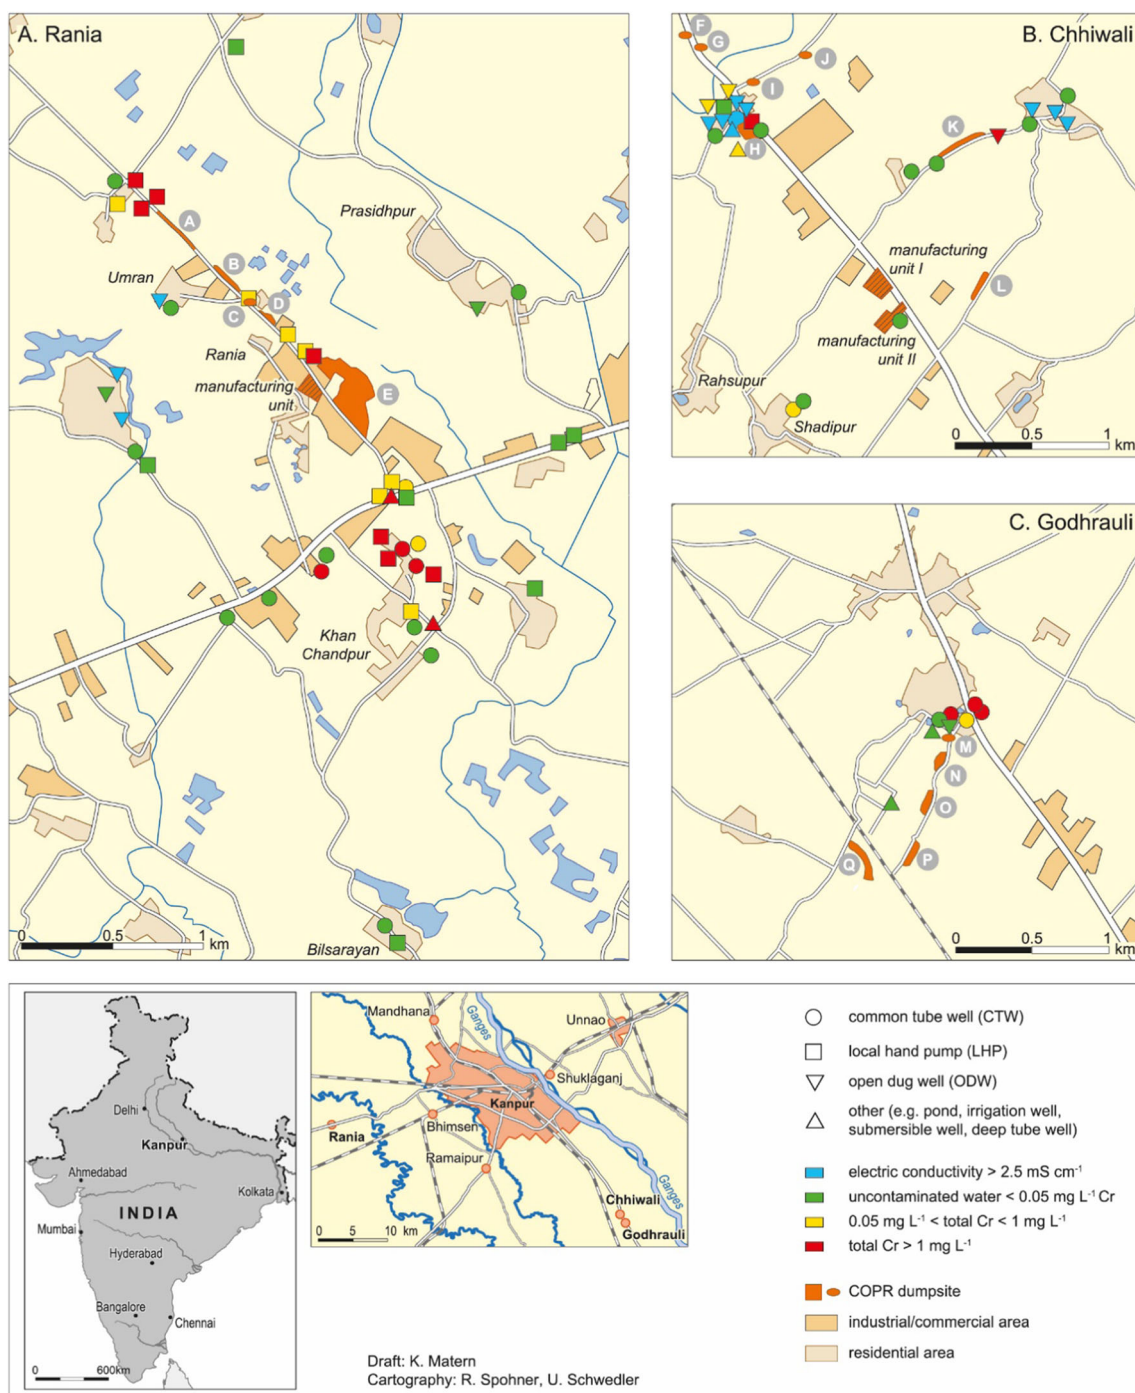 A. Rania
A
Prasidhpur
Umran
B
C
D
Rania
manufacturing
unit
E
Khan
Chandpur
Bilsarayan
0 0.5 1 km
B. Chhiwali
F
G
J
I
K
H
manufacturing
unit I
L
manufacturing
unit II
Rahsupur
Shadipur
0 0.5 1
km
C. Godhrauli
M
N
O
P
Q
0 0.5 1
km
Delhi
Kanpur
Ahmedabad
Kolkata
INDIA
Mumbai
Hyderabad
Bangalore
Chennai
0 600km
Mandhana
Ganges
Unnao
Shuklaganj
Kanpur
Bhimsen
Rania
Ramaipur
Ganges
Chhiwali
Godhrauli
0 5 10 km
Draft: K. Matern
Cartography: R. Spohner, U. Schwedler
common tube well (CTW)
local hand pump (LHP)
open dug well (ODW)
other (e.g. pond, irrigation well,
submersible well, deep tube well)
electric conductivity > 2.5 mS cm⁻¹
uncontaminated water < 0.05 mg L⁻¹ Cr
0.05 mg L⁻¹ < total Cr < 1 mg L⁻¹
total Cr > 1 mg L⁻¹
COPR dumpsite
industrial/commercial area
residential area